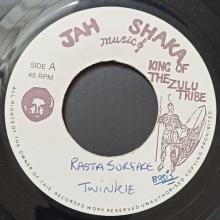 JAH SHAKA
music
KING OF
THE ZULU
TRIBE
SIDE A
45 RPM
RASTA SURFACE
TWINKIE
ALL RIGHTS OF THE OWNER OF THIS RECORDED WORK RESERVED UNAUTHORISED COPYING PROHIBITED